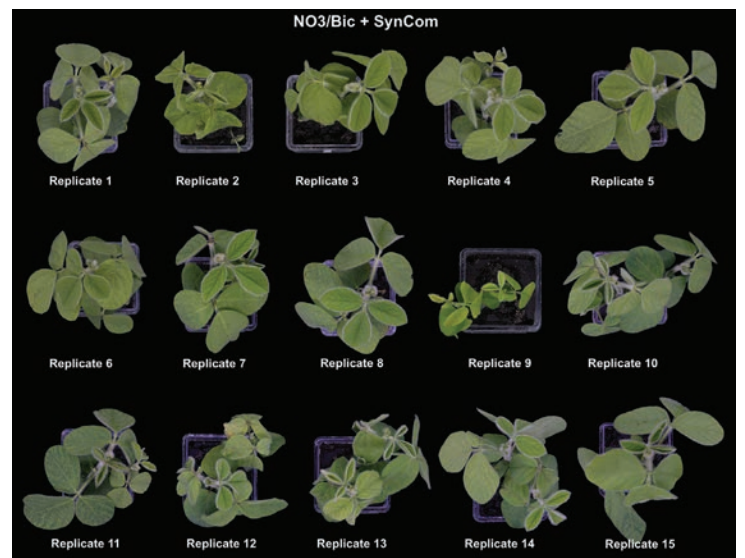 NO3/Bic + SynCom
Replicate 1
Replicate 2
Replicate 3
Replicate 4
Replicate 5
Replicate 6
Replicate 7
Replicate 8
Replicate 9
Replicate 10
Replicate 11
Replicate 12
Replicate 13
Replicate 14
Replicate 15